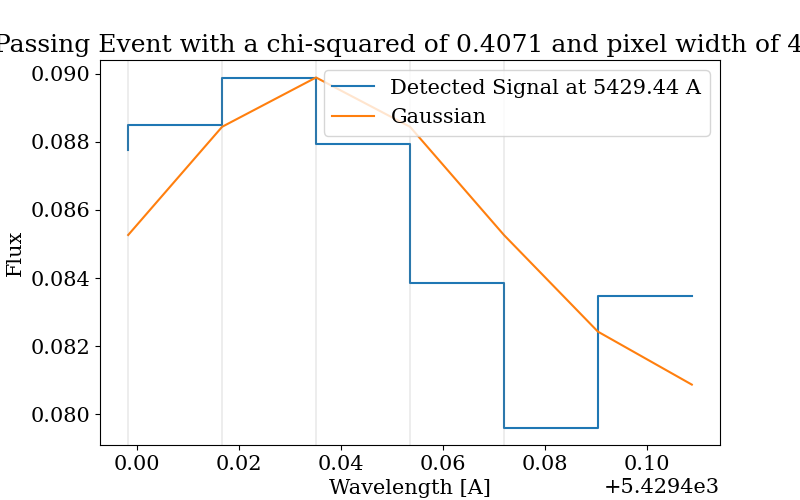 Passing Event with a chi-squared of 0.4071 and pixel width of 4
0.090
0.088
0.086
0.084
0.082
0.080
Flux
Detected Signal at 5429.44 A
Gaussian
0.00 0.02 0.04 0.06 0.08 0.10
+5.4294e3
Wavelength [A]